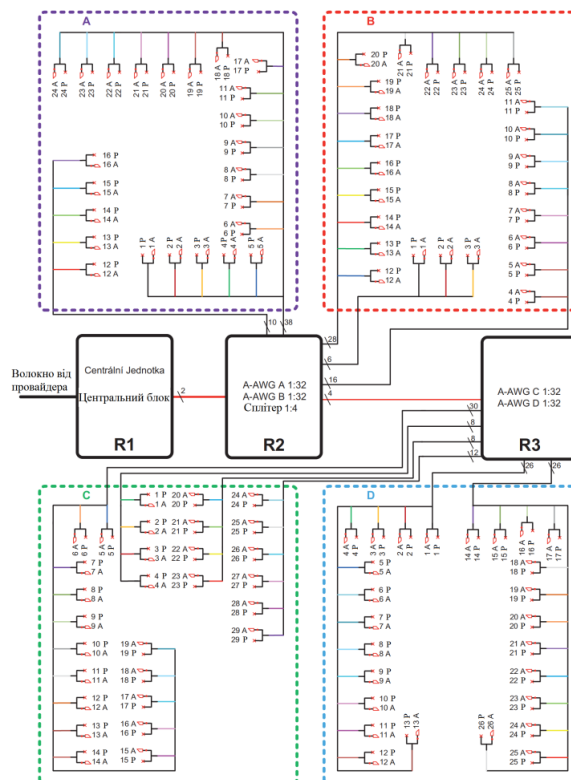 A
24 A
24 P
23 A
23 P
22 A
22 P
21 A
21 P
20 A
20 P
19 A
19 P
18 A
18 P
17 A
17 P
11 A
11 P
10 A
10 P
9 A
9 P
8 A
8 P
7 A
7 P
6 A
6 P
16 P
16 A
15 P
15 A
14 P
14 A
13 P
13 A
12 P
12 A
1 P
1 A
2 P
2 A
3 P
3 A
4 P
4 A
5 P
5 A
10
38
B
20 P
20 A
19 P
19 A
18 P
18 A
17 P
17 A
16 P
16 A
15 P
15 A
14 P
14 A
13 P
13 A
12 P
12 A
21 A
21 P
22 A
22 P
23 A
23 P
24 A
24 P
25 A
25 P
11 A
11 P
10 A
10 P
9 A
9 P
8 A
8 P
7 A
7 P
6 A
6 P
5 A
5 P
4 A
4 P
1 P
1 A
2 P
2 A
3 P
3 A
28
6
16
4
Волокно від
провайдера
Centrální Jednotka
Центральний блок
R1
2
A-AWG A 1:32
A-AWG B 1:32
Сплітер 1:4
R2
A-AWG C 1:32
A-AWG D 1:32
R3
30
8
8
12
26
26
C
6 A
6 P
5 A
5 P
7 P
7 A
8 P
8 A
9 P
9 A
10 P
10 A
11 P
11 A
12 P
12 A
13 P
13 A
14 P
14 A
1 P
1 A
2 P
2 A
3 P
3 A
4 P
4 A
20 A
20 P
21 A
21 P
22 A
22 P
23 A
23 P
24 A
24 P
25 A
25 P
26 A
26 P
27 A
27 P
28 A
28 P
29 A
29 P
19 A
19 P
18 A
18 P
17 A
17 P
16 A
16 P
15 A
15 P
D
4 A
4 P
3 A
3 P
2 A
2 P
1 A
1 P
14 A
14 P
15 A
15 P
16 A
16 P
17 A
17 P
5 P
5 A
6 P
6 A
7 P
7 A
8 P
8 A
9 P
9 A
10 P
10 A
11 P
11 A
12 P
12 A
13 P
13 A
18 A
18 P
19 A
19 P
20 A
20 P
21 A
21 P
22 A
22 P
23 A
23 P
24 A
24 P
25 A
25 P
26 P
26 A